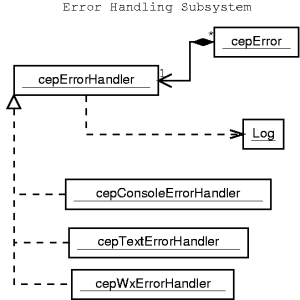 Error Handling Subsystem
* cepError
cepErrorHandler 1
Log
cepConsoleErrorHandler
cepTextErrorHandler
cepWxErrorHandler